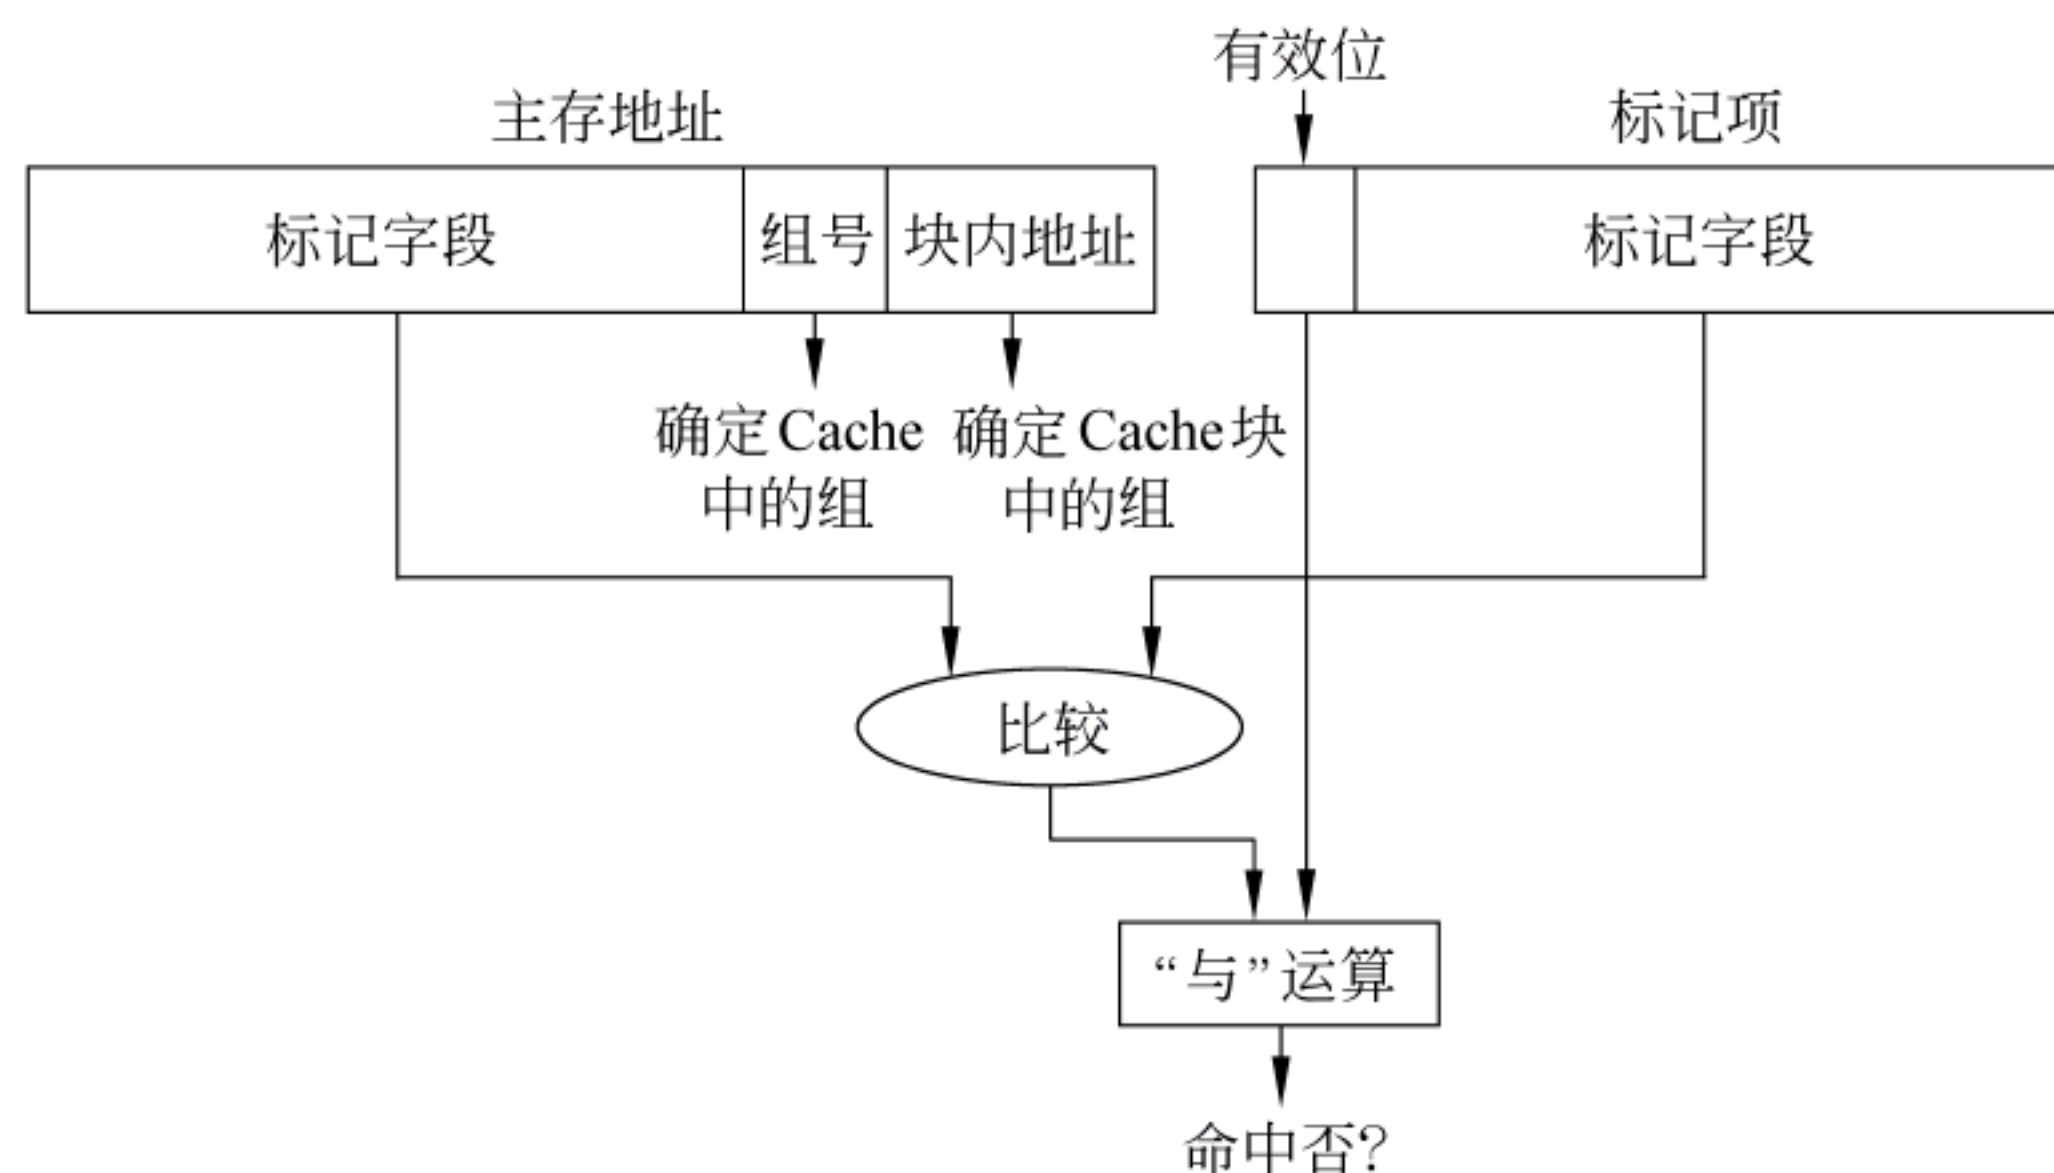 有效位
主存地址
标记项
标记字段
组号
块内地址
标记字段
确定Cache
中的组
确定Cache块
中的组
比较
“与”运算
命中否?